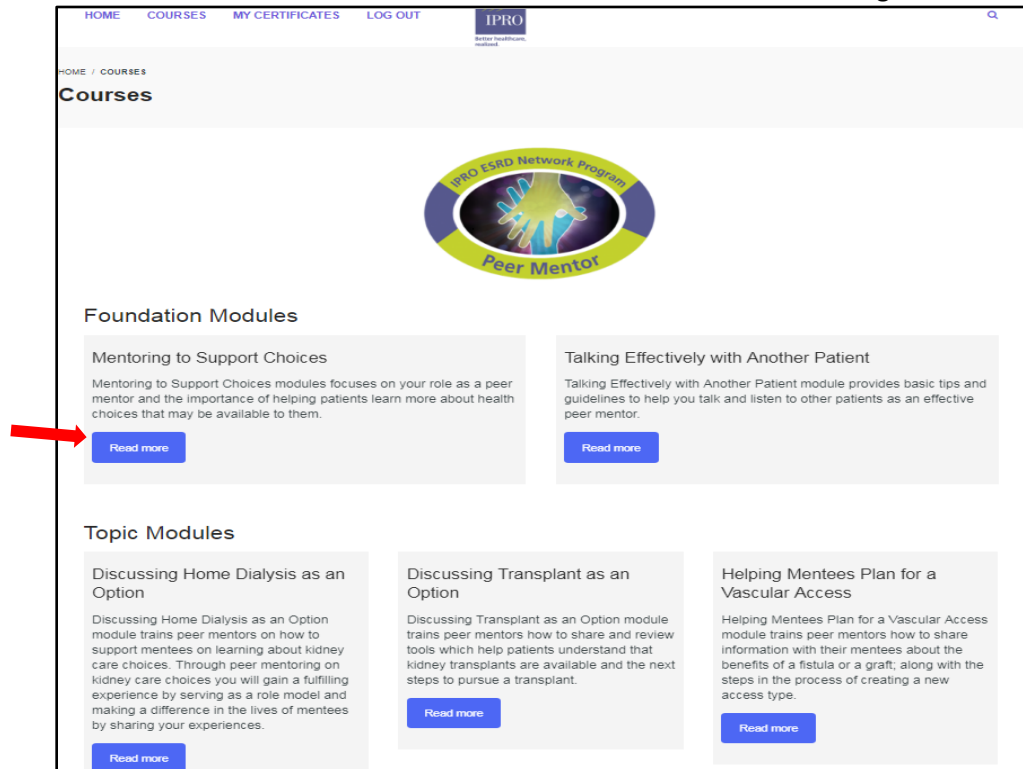 HOME COURSES MY CERTIFICATES LOG OUT
IPRO
Better healthcare,
realized.
HOME / COURSES
Courses
IPRO ESRD Network Program
Peer Mentor
Foundation Modules
Mentoring to Support Choices
Mentoring to Support Choices modules focuses on your role as a peer
mentor and the importance of helping patients learn more about health
choices that may be available to them.
Read more
Talking Effectively with Another Patient
Talking Effectively with Another Patient module provides basic tips and
guidelines to help you talk and listen to other patients as an effective
peer mentor.
Read more
Topic Modules
Discussing Home Dialysis as an
Option
Discussing Home Dialysis as an Option
module trains peer mentors on how to
support mentees on learning about kidney
care choices. Through peer mentoring on
kidney care choices you will gain a fulfilling
experience by serving as a role model and
making a difference in the lives of mentees
by sharing your experiences.
Read more
Discussing Transplant as an
Option
Discussing Transplant as an Option module
trains peer mentors how to share and review
tools which help patients understand that
kidney transplants are available and the next
steps to pursue a transplant.
Read more
Helping Mentees Plan for a
Vascular Access
Helping Mentees Plan for a Vascular Access
module trains peer mentors how to share
information with their mentees about the
benefits of a fistula or a graft; along with the
steps in the process of creating a new
access type.
Read more